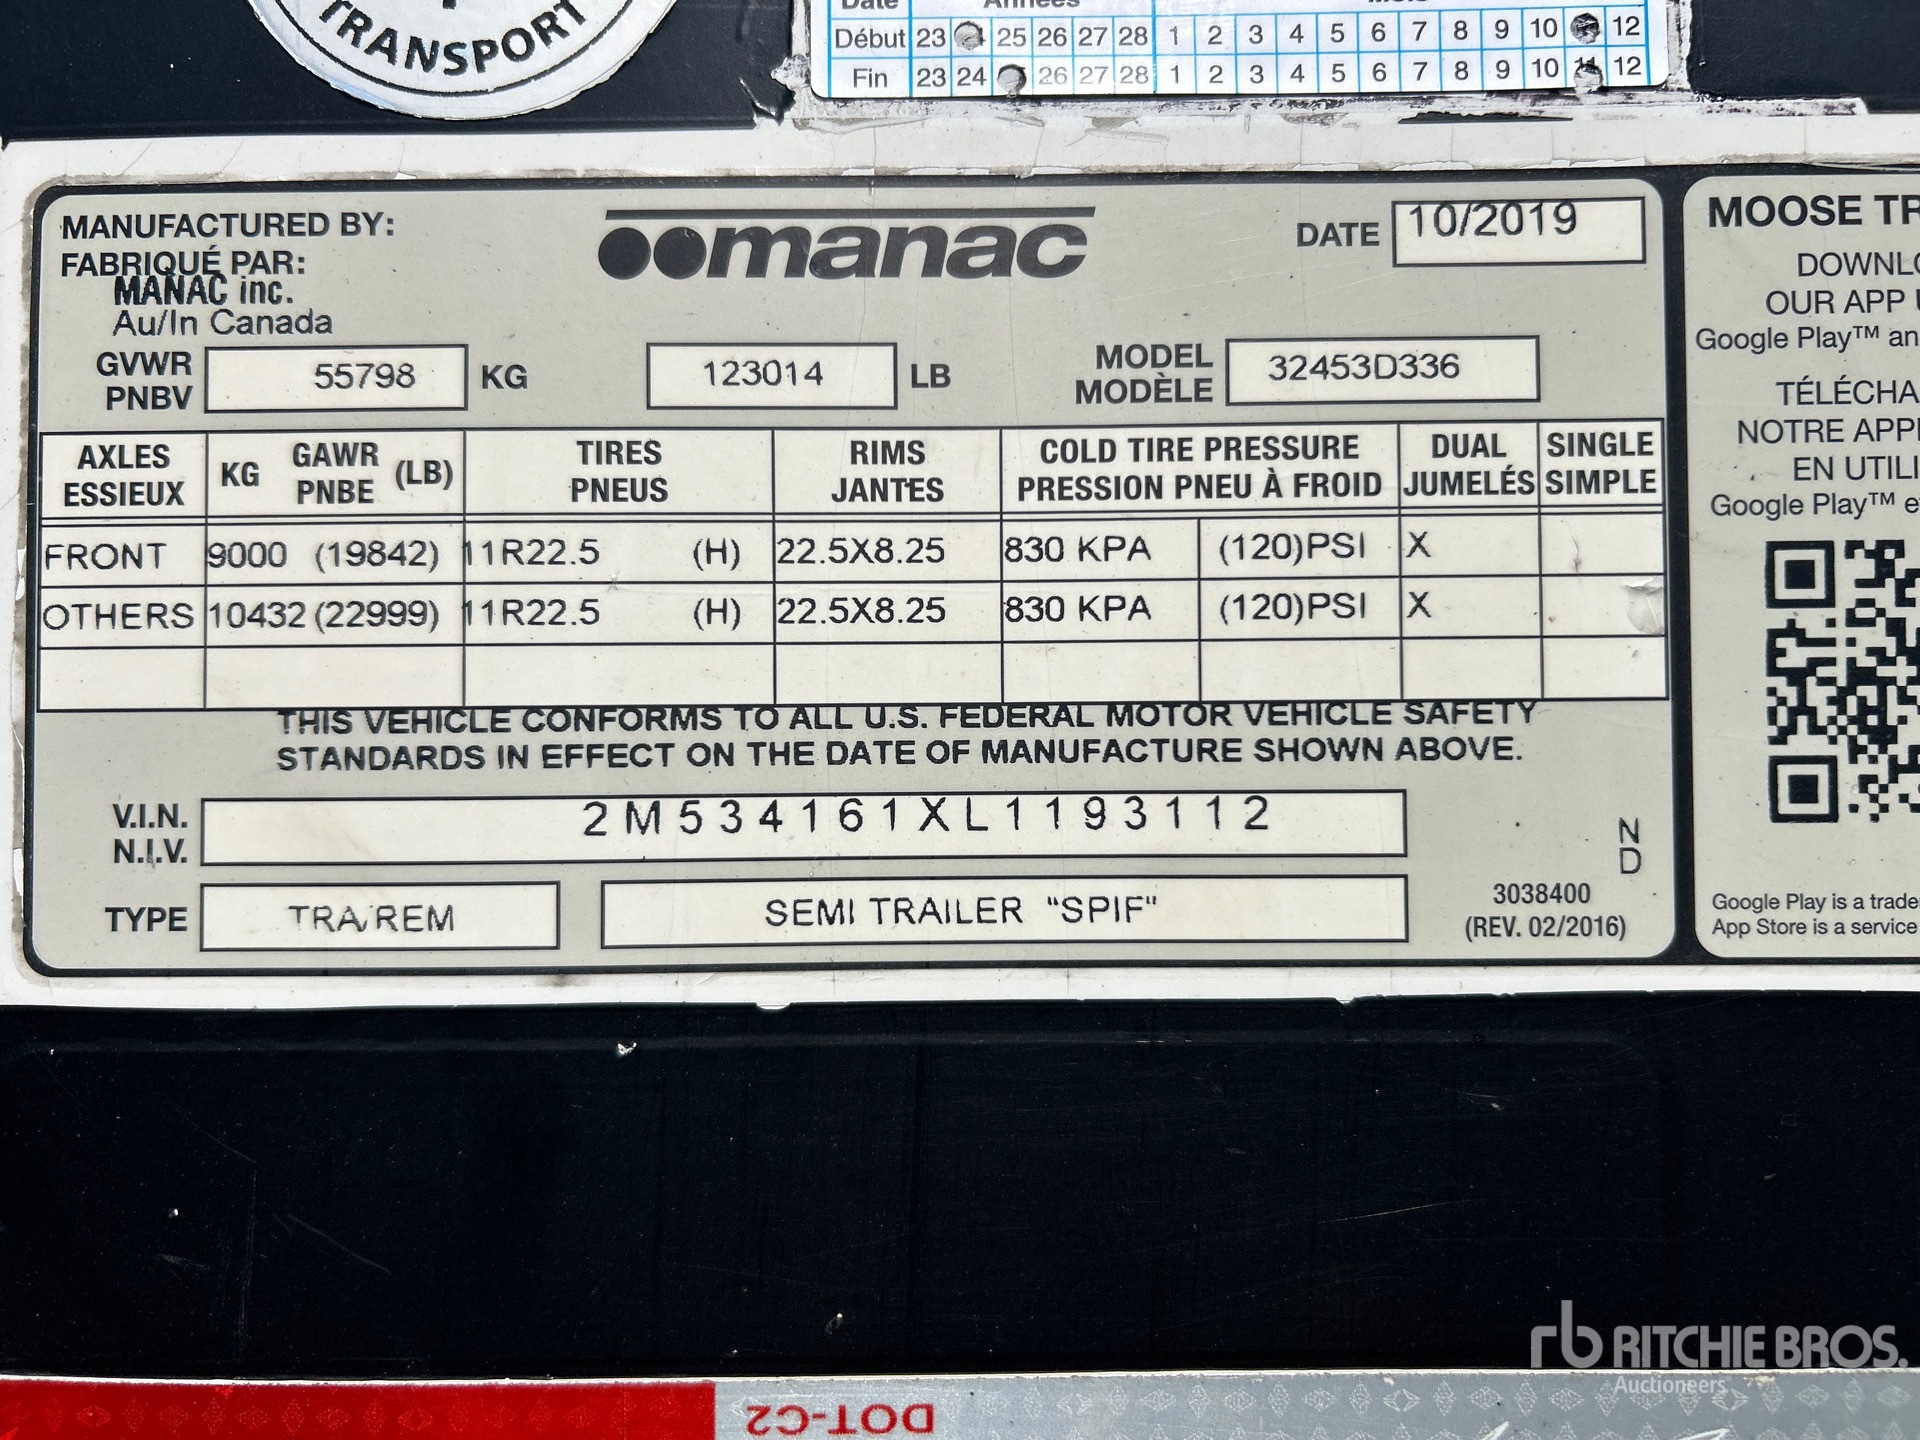 TRANSPORT
Date Années Mois
Début 23 25 26 27 28 1 2 3 4 5 6 7 8 9 10 12
Fin 23 24 26 27 28 1 2 3 4 5 6 7 8 9 10 11 12
MANUFACTURED BY:
FABRIQUÉ PAR:
MANAC inc.
Au/In Canada
manac
DATE 10/2019
GVWR
PNBV
55798 KG 123014 LB
MODEL
MODÈLE
32453D336
AXLES
ESSIEUX
KG GAWR
PNBE (LB)
TIRES
PNEUS
RIMS
JANTES
COLD TIRE PRESSURE
PRESSION PNEU À FROID
DUAL
JUMELÉS
SINGLE
SIMPLE
FRONT 9000 (19842) 11R22.5 (H) 22.5X8.25 830 KPA (120)PSI X
OTHERS 10432 (22999) 11R22.5 (H) 22.5X8.25 830 KPA (120)PSI X
THIS VEHICLE CONFORMS TO ALL U.S. FEDERAL MOTOR VEHICLE SAFETY
STANDARDS IN EFFECT ON THE DATE OF MANUFACTURE SHOWN ABOVE.
V.I.N.
N.I.V.
2M534161XL1193112
TYPE TRA/REM SEMI TRAILER "SPIF"
3038400
(REV. 02/2016)
N
D
MOOSE TR
DOWNLO
OUR APP
Google Play™ an
TÉLÉCHA
NOTRE APP
EN UTILI
Google Play™ e
Google Play is a trade
App Store is a service
DOT-C2
rb RITCHIE BROS.
Auctioneers